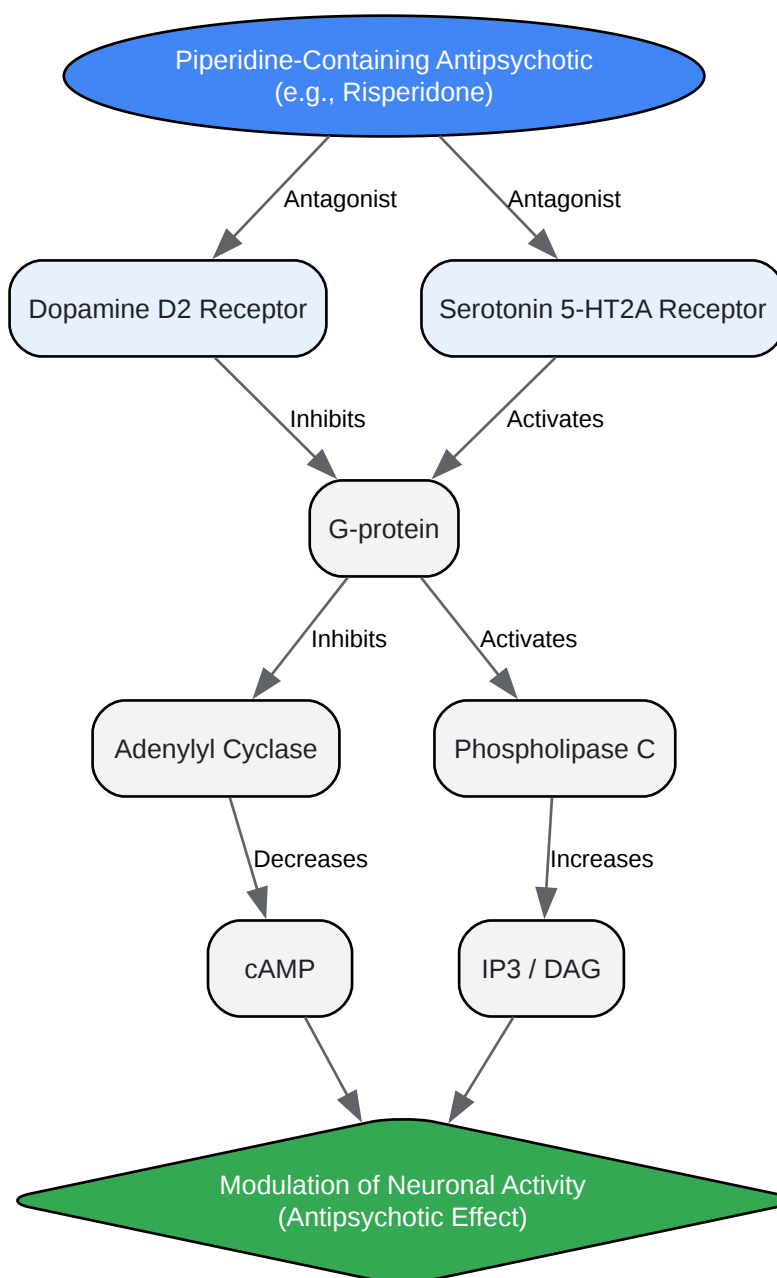 Piperidine-Containing Antipsychotic
(e.g., Risperidone)
Antagonist
Antagonist
Dopamine D2 Receptor
Serotonin 5-HT2A Receptor
Inhibits
Activates
G-protein
Inhibits
Activates
Adenylyl Cyclase
Phospholipase C
Decreases
Increases
cAMP
IP3 / DAG
Modulation of Neuronal Activity
(Antipsychotic Effect)